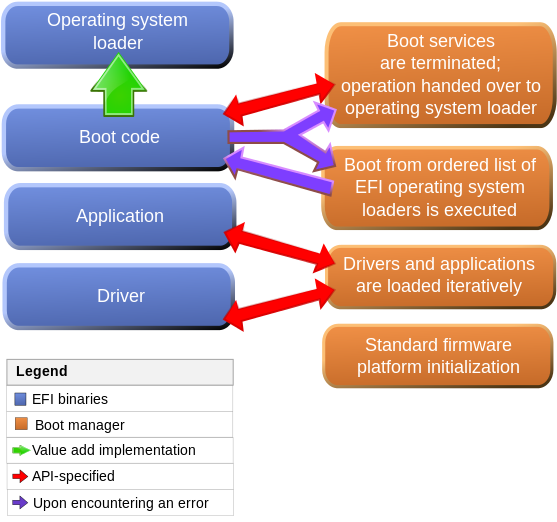 Operating system
loader
Boot code
Application
Driver
Boot services
are terminated;
operation handed over to
operating system loader
Boot from ordered list of
EFI operating system
loaders is executed
Drivers and applications
are loaded iteratively
Standard firmware
platform initialization
Legend
EFI binaries
Boot manager
Value add implementation
API-specified
Upon encountering an error